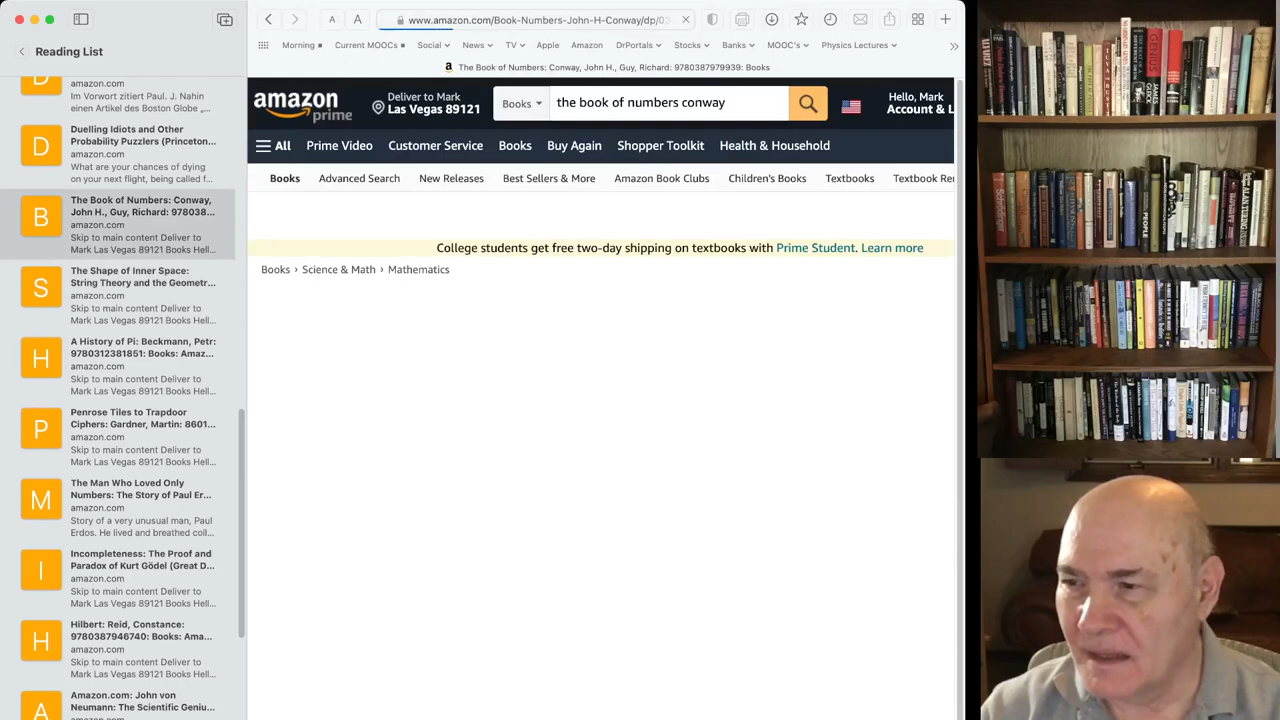 Reading List
amazon.com
Im Vorwort zitiert Paul. J. Nahin
einen Artikel des Boston Globe „…
D
Duelling Idiots and Other
Probability Puzzlers (Princeton…
amazon.com
What are your chances of dying
on your next flight, being called f…
B
The Book of Numbers: Conway,
John H., Guy, Richard: 978038…
amazon.com
Skip to main content Deliver to
Mark Las Vegas 89121 Books Hell…
S
The Shape of Inner Space:
String Theory and the Geometr…
amazon.com
Skip to main content Deliver to
Mark Las Vegas 89121 Books Hell…
H
A History of Pi: Beckmann, Petr:
9780312381851: Books: Amaz…
amazon.com
Skip to main content Deliver to
Mark Las Vegas 89121 Books Hell…
P
Penrose Tiles to Trapdoor
Ciphers: Gardner, Martin: 8601…
amazon.com
Skip to main content Deliver to
Mark Las Vegas 89121 Books Hell…
M
The Man Who Loved Only
Numbers: The Story of Paul Er…
amazon.com
Story of a very unusual man, Paul
Erdos. He lived and breathed coll…
I
Incompleteness: The Proof and
Paradox of Kurt Gödel (Great D…
amazon.com
Skip to main content Deliver to
Mark Las Vegas 89121 Books Hell…
H
Hilbert: Reid, Constance:
9780387946740: Books: Ama…
amazon.com
Skip to main content Deliver to
Mark Las Vegas 89121 Books Hell…
A
Amazon.com: John von
Neumann: The Scientific Geniu…
amazon.com
A A www.amazon.com/Book-Numbers-John-H-Conway/dp/03
Morning Current MOOCs Social News TV Apple Amazon DrPortals Stocks Banks MOOC's Physics Lectures
a The Book of Numbers: Conway, John H., Guy, Richard: 9780387979939: Books
amazon prime
Deliver to Mark
Las Vegas 89121
Books the book of numbers conway
Hello, Mark
Account & L
All Prime Video Customer Service Books Buy Again Shopper Toolkit Health & Household
Books Advanced Search New Releases Best Sellers & More Amazon Book Clubs Children's Books Textbooks Textbook Re
College students get free two-day shipping on textbooks with Prime Student. Learn more
Books › Science & Math › Mathematics
GENIUS
JAMES
Schrödinger
PEOPLE
ALAN TURING